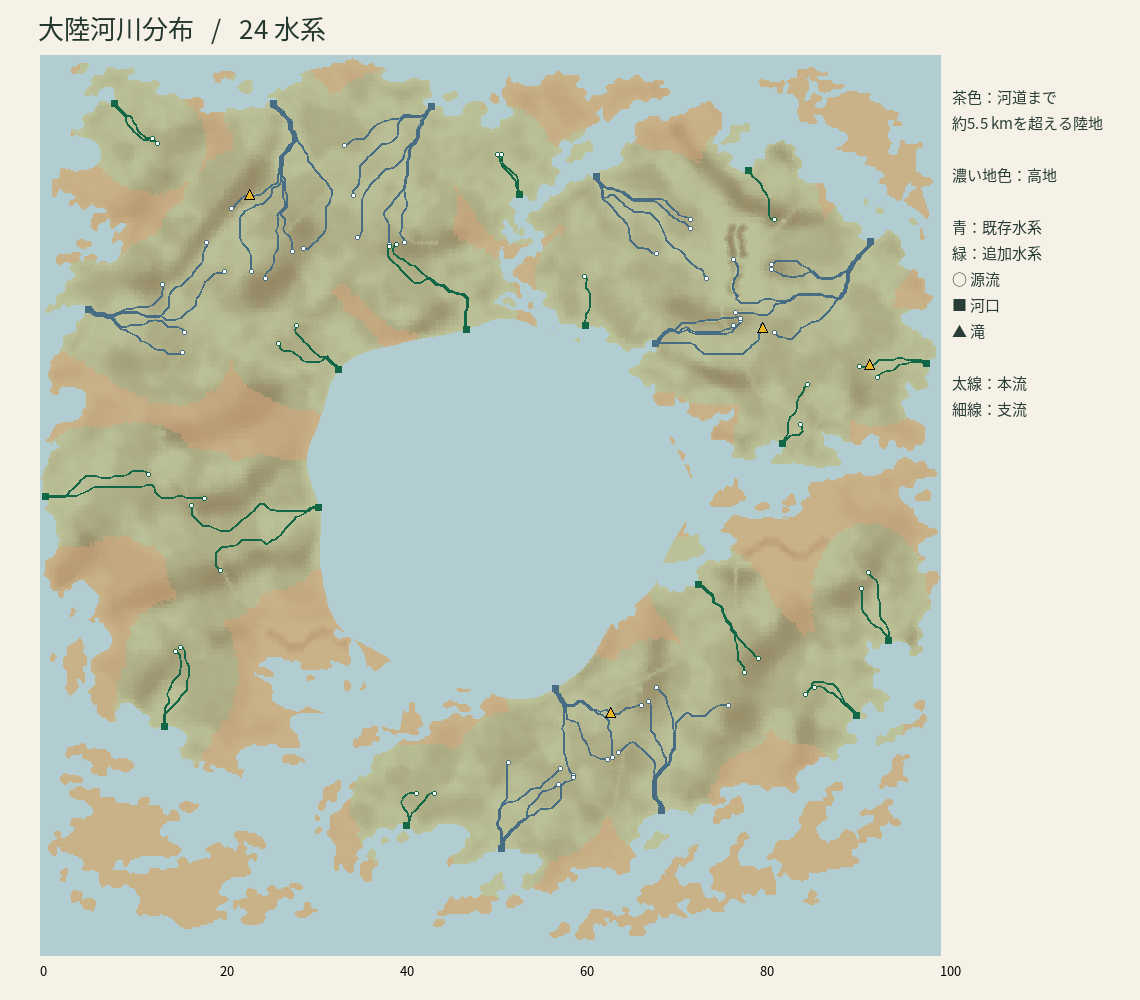 大陸河川分布 / 24 水系
茶色：河道まで
約5.5 kmを超える陸地
濃い地色：高地
青：既存水系
緑：追加水系
○ 源流
■ 河口
▲ 滝
太線：本流
細線：支流
0 20 40 60 80 100